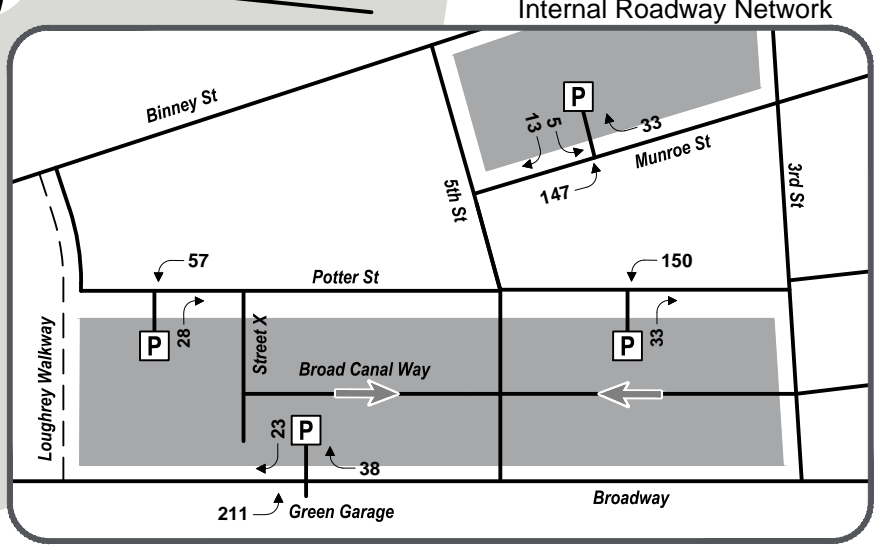 Internal Roadway Network
Binney St
P
13
5
33
Munroe St
147
5th St
3rd St
57
Potter St
150
28
P
Street X
P
33
Loughrey Walkway
Broad Canal Way
23
P
38
211
Green Garage
Broadway